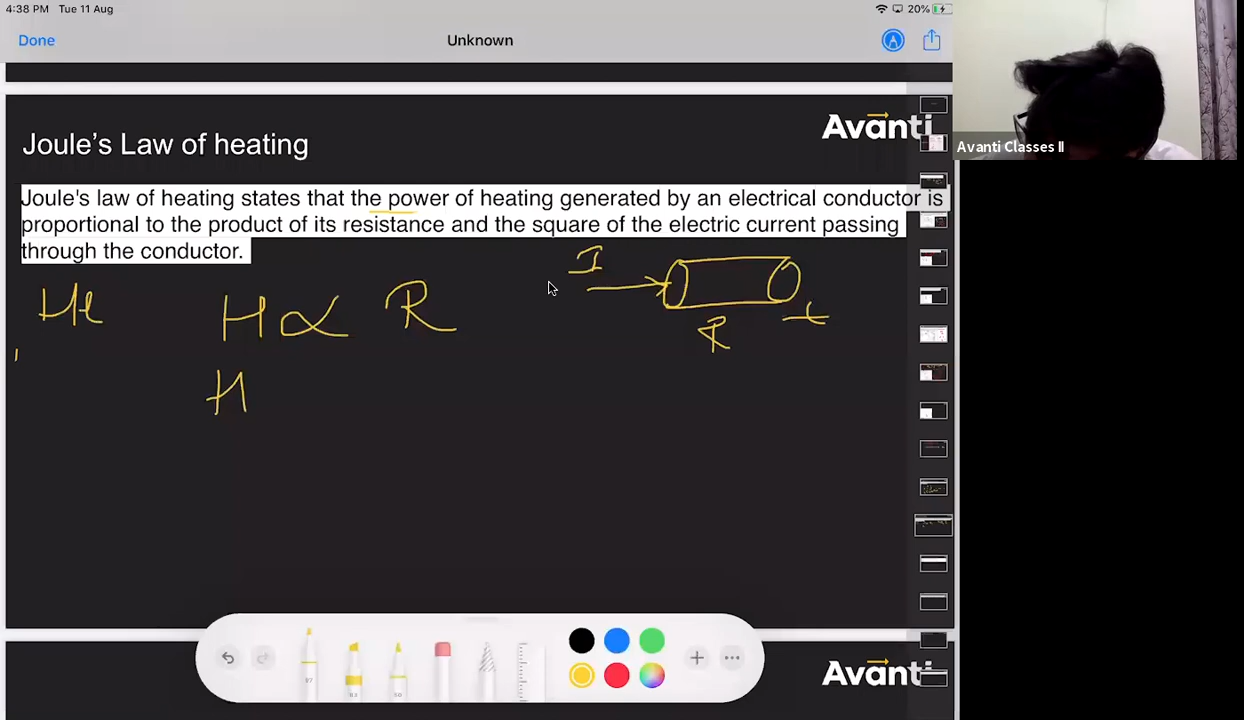 4:38 PM Tue 11 Aug
20%
Done
Unknown
Avanti
Joule's Law of heating
Avanti Classes II
Joule's law of heating states that the power of heating generated by an electrical conductor is
proportional to the product of its resistance and the square of the electric current passing
through the conductor.
I
He
H ∝ R
R
t
H
Avanti